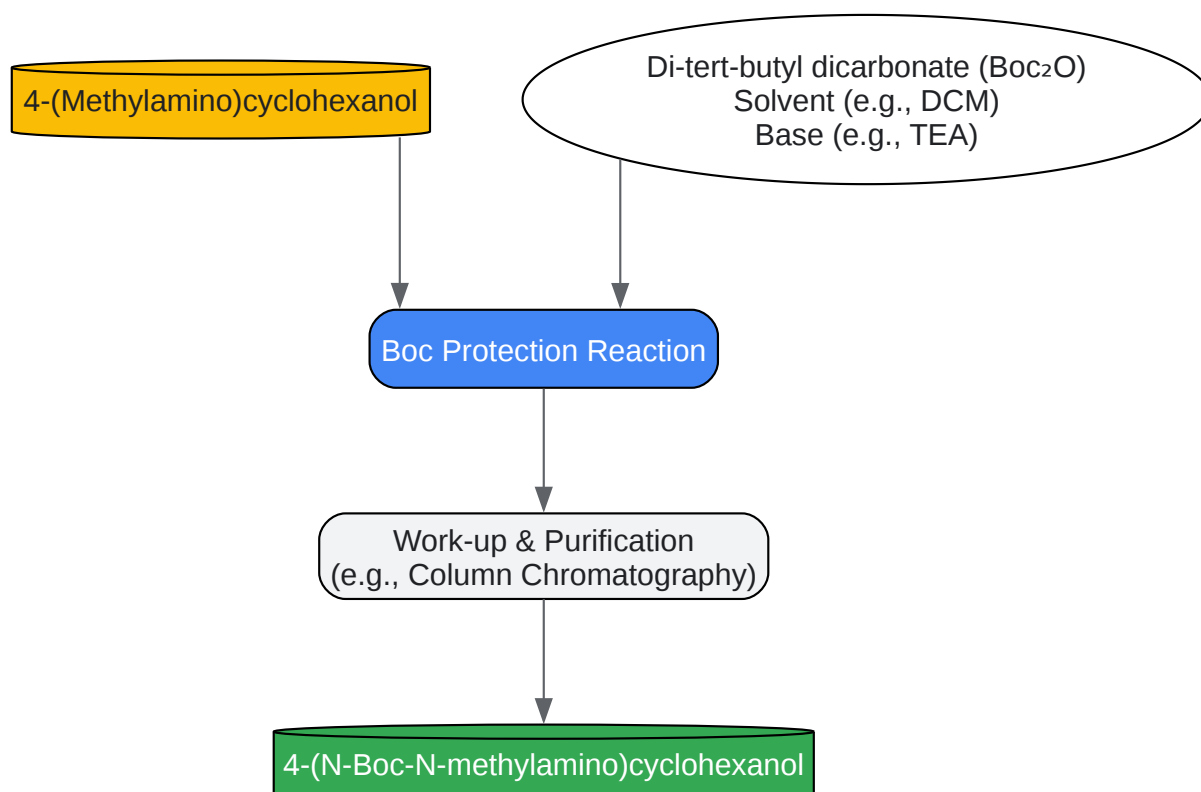 4-(Methylamino)cyclohexanol
Di-tert-butyl dicarbonate (Boc₂O)
Solvent (e.g., DCM)
Base (e.g., TEA)
Boc Protection Reaction
Work-up & Purification
(e.g., Column Chromatography)
4-(N-Boc-N-methylamino)cyclohexanol